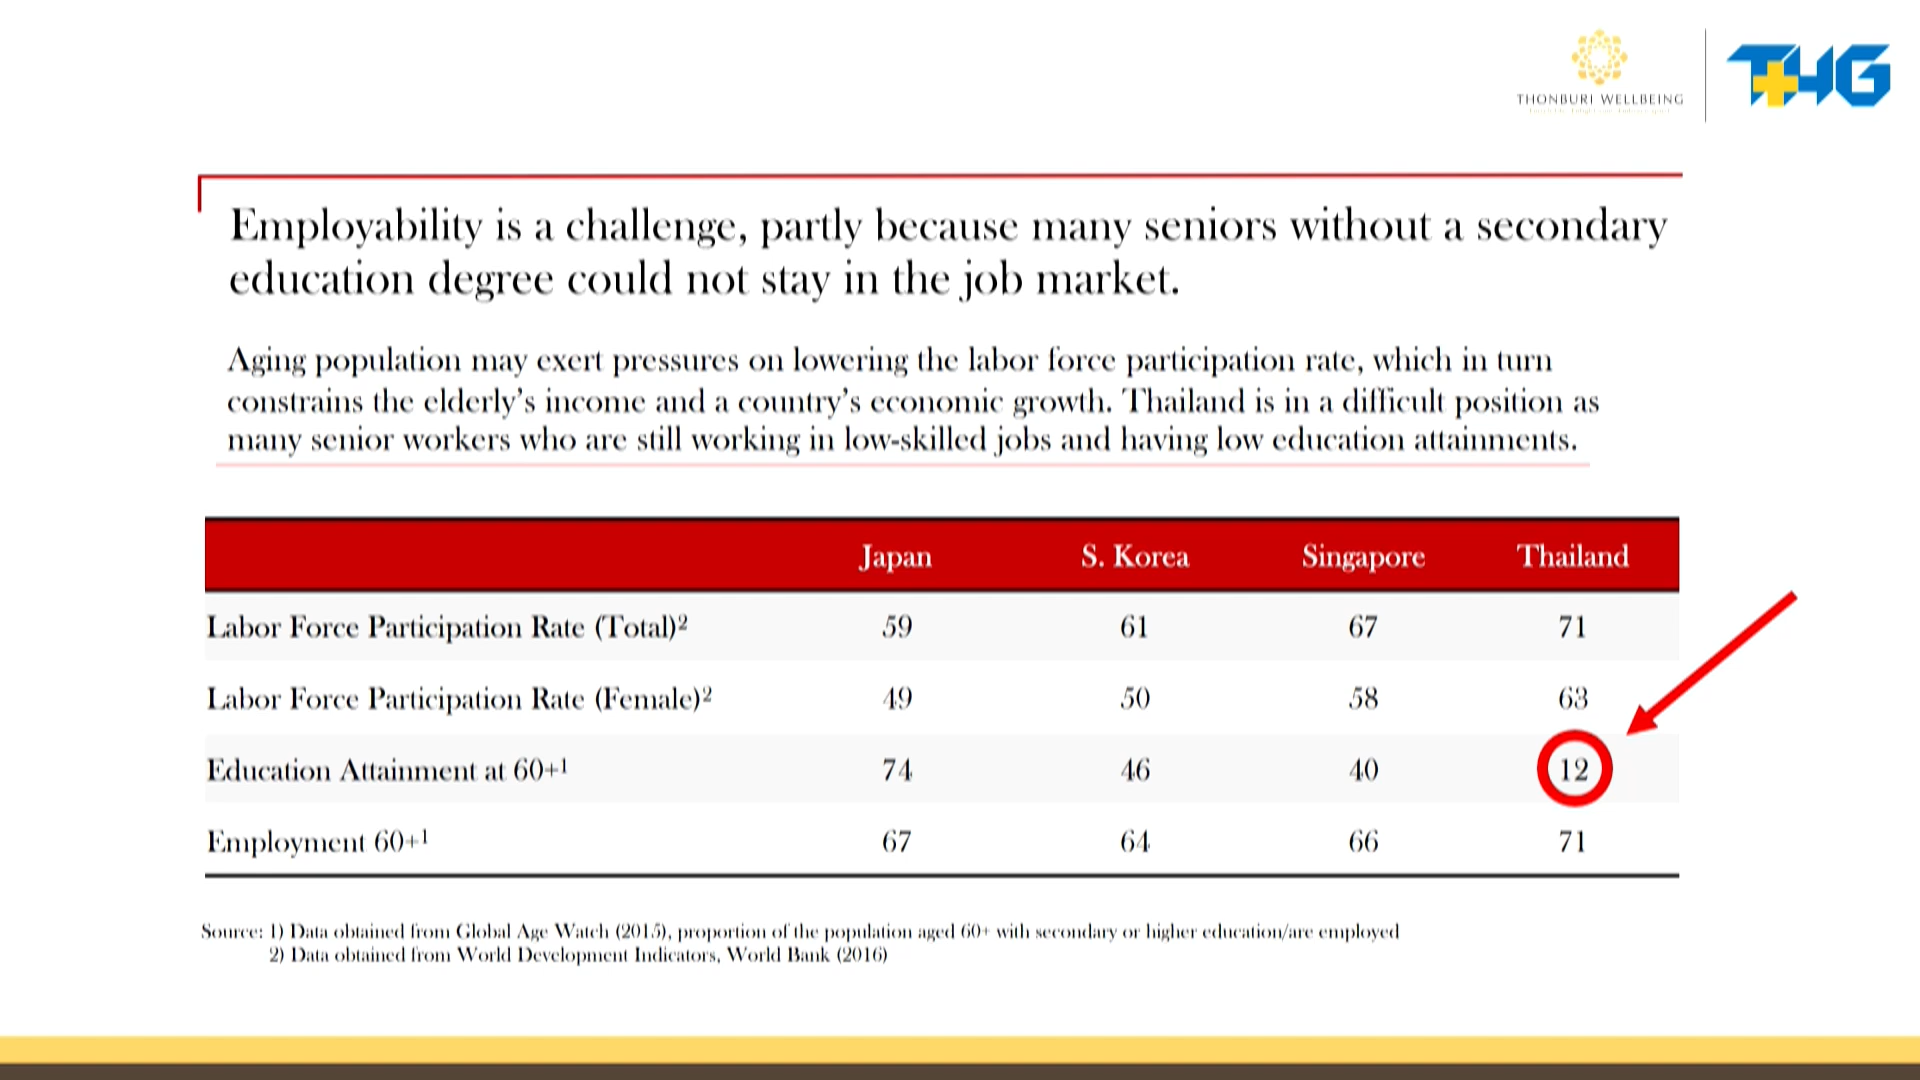 THONBURI WELLBEING
THG
Employability is a challenge, partly because many seniors without a secondary
education degree could not stay in the job market.
Aging population may exert pressures on lowering the labor force participation rate, which in turn
constrains the elderly’s income and a country’s economic growth. Thailand is in a difficult position as
many senior workers who are still working in low-skilled jobs and having low education attainments.
Japan S. Korea Singapore Thailand
Labor Force Participation Rate (Total)² 59 61 67 71
Labor Force Participation Rate (Female)² 49 50 58 63
Education Attainment at 60+¹ 74 46 40 12
Employment 60+¹ 67 64 66 71
Source: 1) Data obtained from Global Age Watch (2015), proportion of the population aged 60+ with secondary or higher education/are employed
2) Data obtained from World Development Indicators, World Bank (2016)